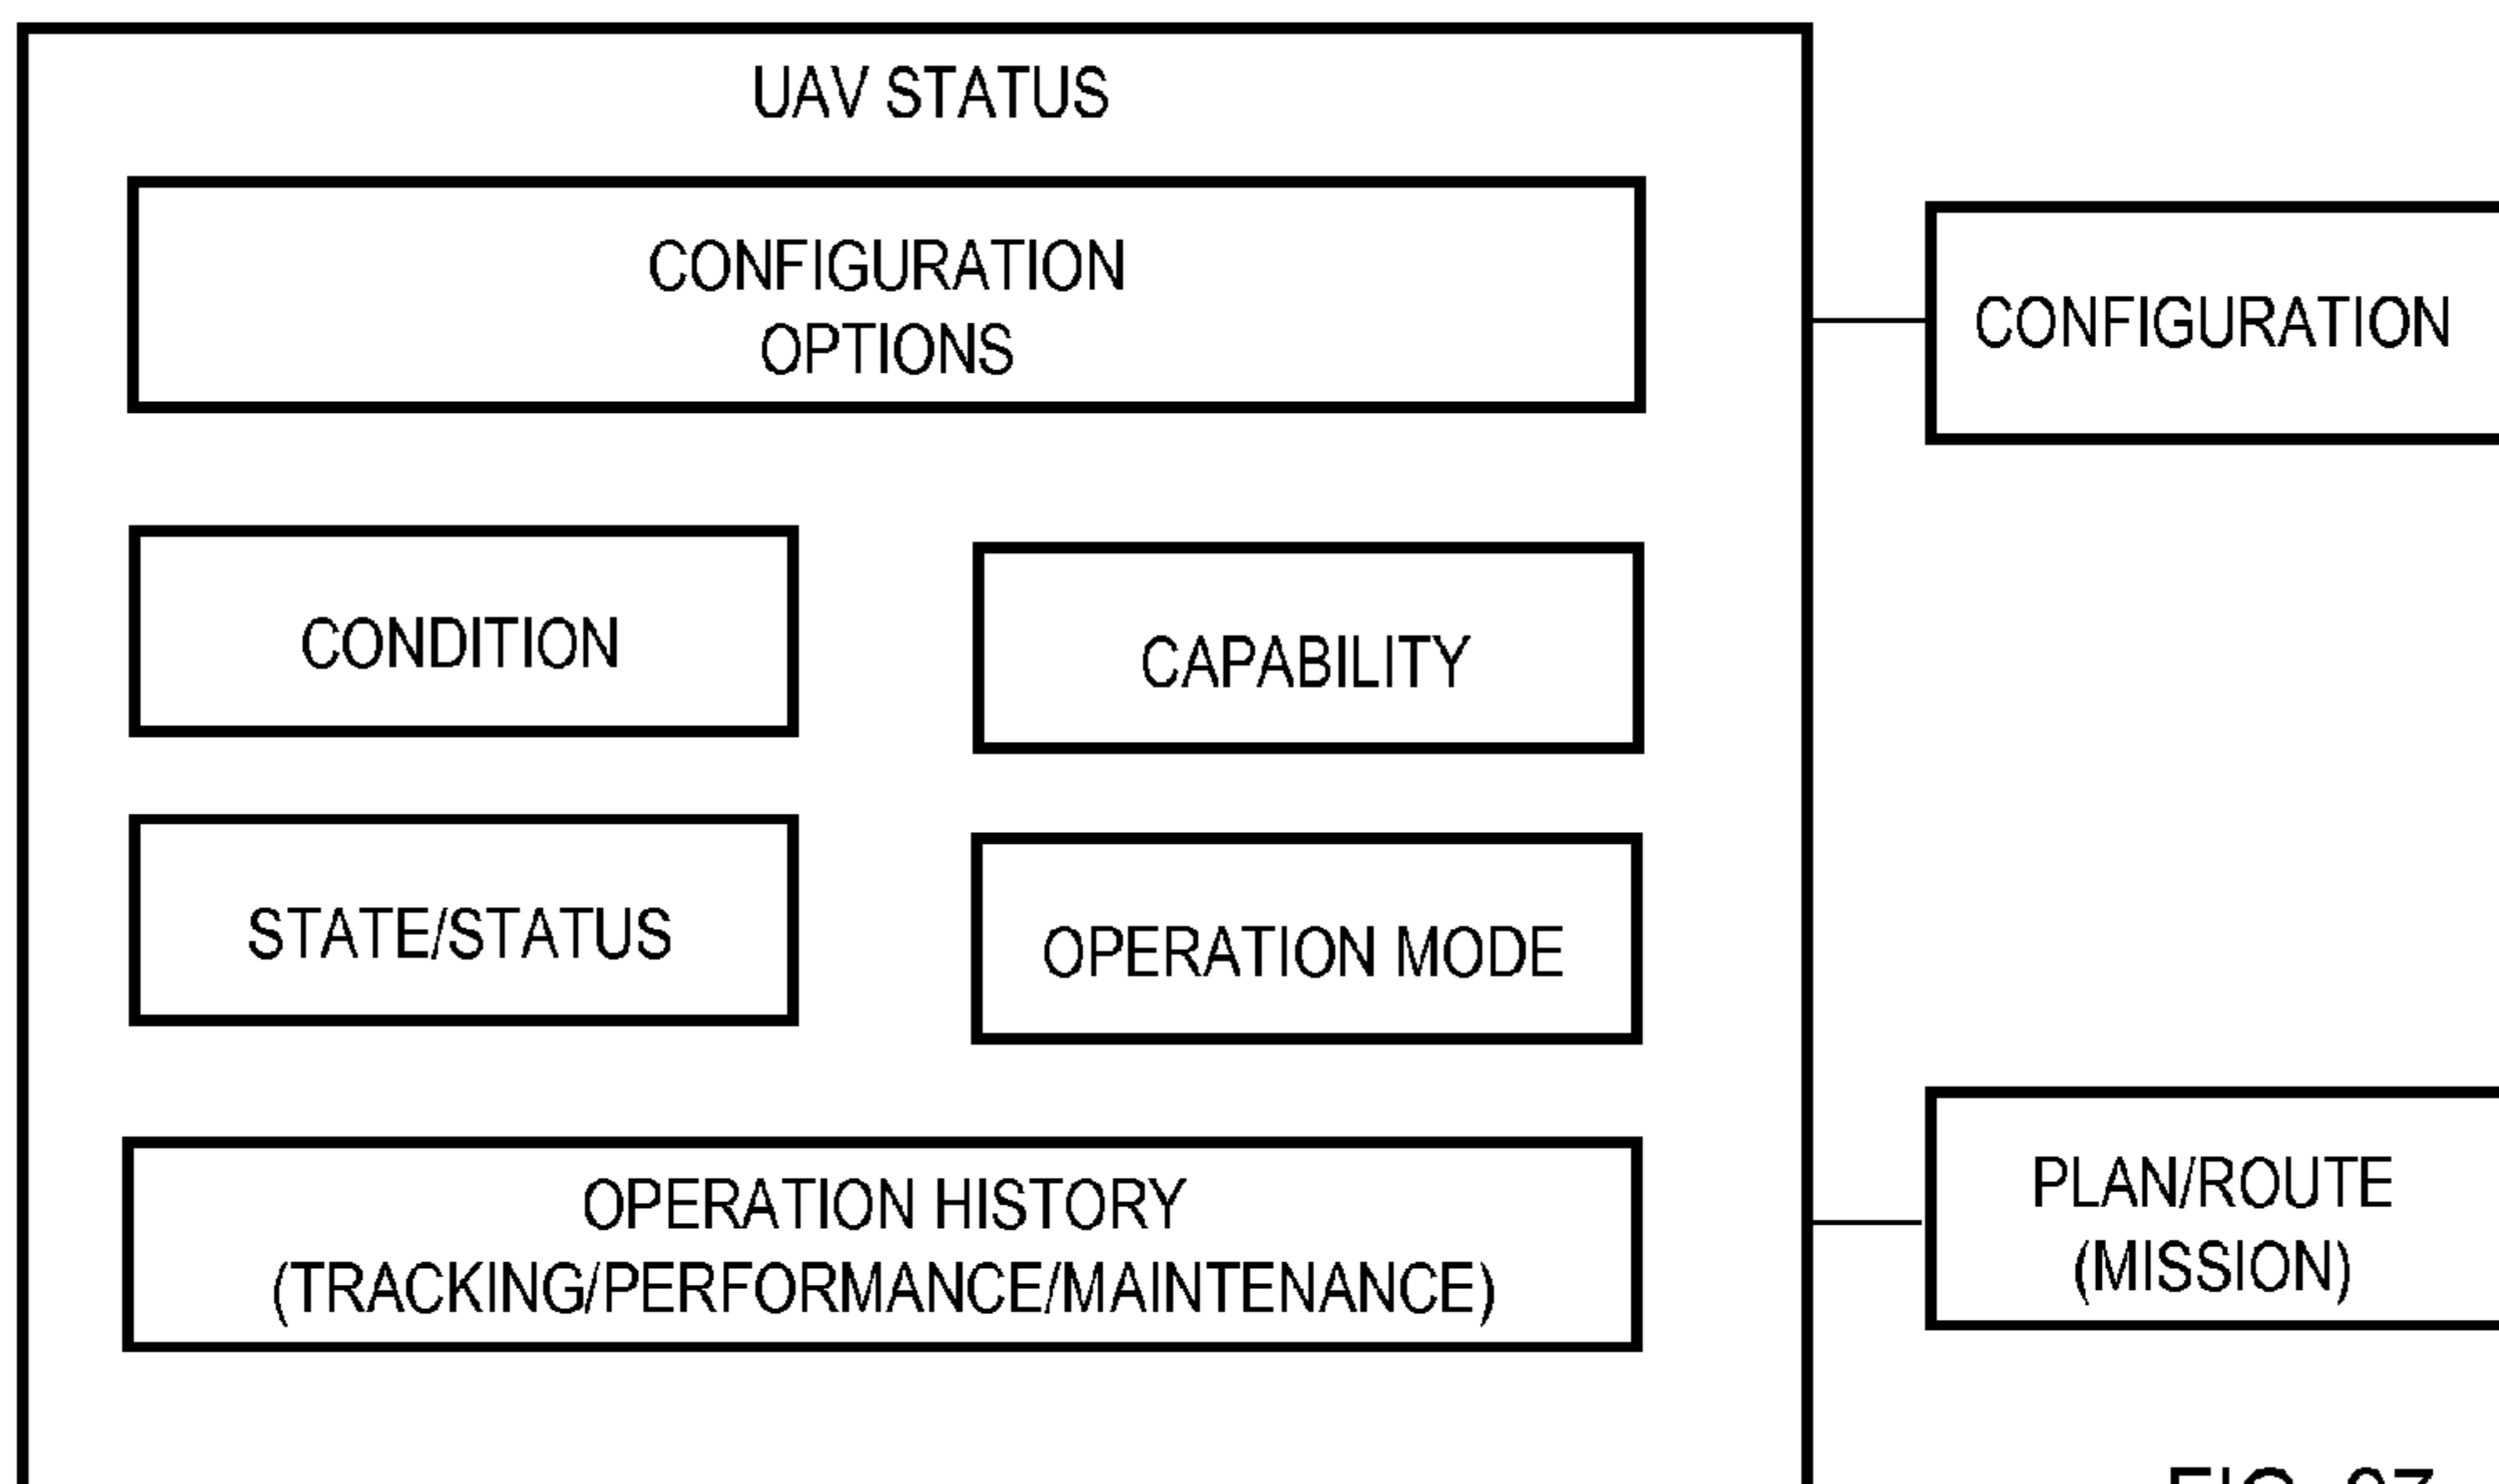 UAV STATUS
CONFIGURATION
OPTIONS
CONFIGURATION
CONDITION
CAPABILITY
STATE/STATUS
OPERATION MODE
OPERATION HISTORY
(TRACKING/PERFORMANCE/MAINTENANCE)
PLAN/ROUTE
(MISSION)
FIG.